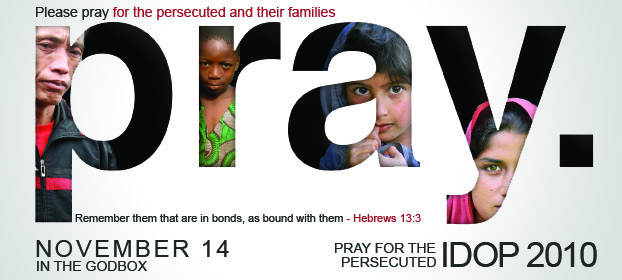 Please pray for the persecuted and their families
pray.
Remember them that are in bonds, as bound with them - Hebrews 13:3
NOVEMBER 14
IN THE GODBOX
PRAY FOR THE
PERSECUTED IDOP 2010